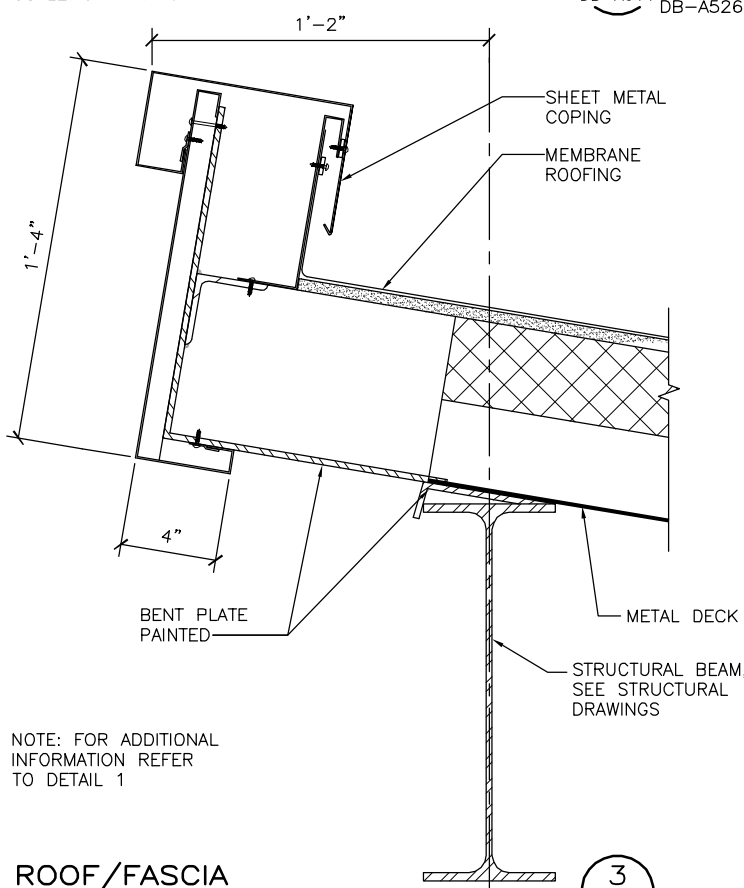 DB-A526
1'-2"
SHEET METAL
COPING
MEMBRANE
ROOFING
1'-4"
4"
BENT PLATE
PAINTED
METAL DECK
STRUCTURAL BEAM,
SEE STRUCTURAL
DRAWINGS
NOTE: FOR ADDITIONAL
INFORMATION REFER
TO DETAIL 1
ROOF/FASCIA
3